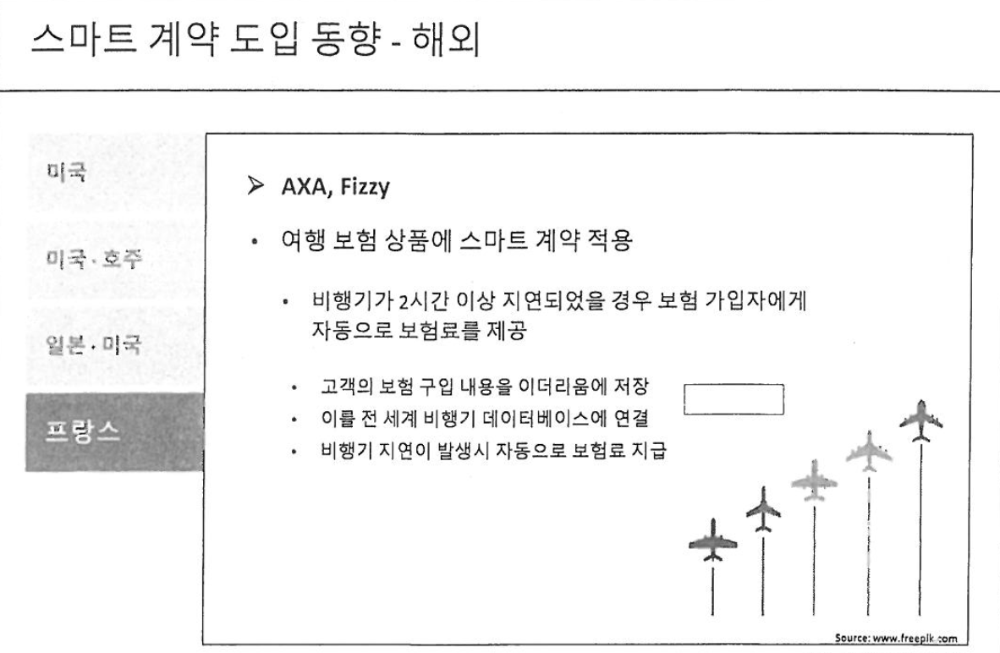 스마트 계약 도입 동향 - 해외
미국
미국·호주
일본·미국
프랑스
➢ AXA, Fizzy
• 여행 보험 상품에 스마트 계약 적용
• 비행기가 2시간 이상 지연되었을 경우 보험 가입자에게
자동으로 보험료를 제공
• 고객의 보험 구입 내용을 이더리움에 저장
• 이를 전 세계 비행기 데이터베이스에 연결
• 비행기 지연이 발생시 자동으로 보험료 지급
Source: www.freepik.com